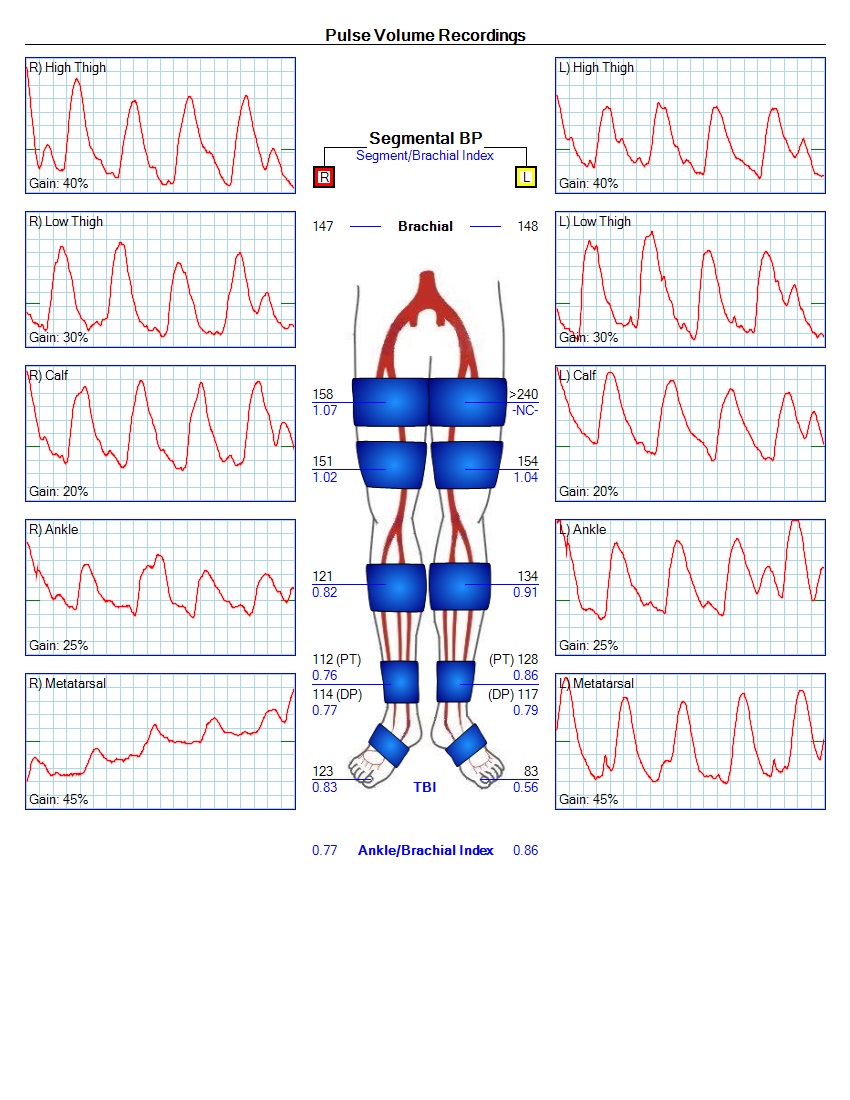 Pulse Volume Recordings
R) High Thigh
Gain: 40%
R) Low Thigh
Gain: 30%
R) Calf
Gain: 20%
R) Ankle
Gain: 25%
R) Metatarsal
Gain: 45%
Segmental BP
Segment/Brachial Index
R
L
147 Brachial 148
158 >240
1.07 -NC-
151 154
1.02 1.04
121 134
0.82 0.91
112 (PT) (PT) 128
0.76 0.86
114 (DP) (DP) 117
0.77 0.79
123 83
0.83 TBI 0.56
0.77 Ankle/Brachial Index 0.86
L) High Thigh
Gain: 40%
L) Low Thigh
Gain: 30%
L) Calf
Gain: 20%
L) Ankle
Gain: 25%
L) Metatarsal
Gain: 45%